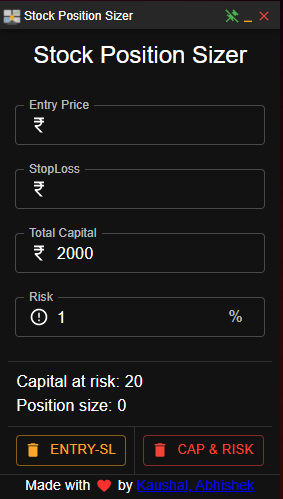 Stock Position Sizer
Stock Position Sizer
Entry Price
₹
StopLoss
₹
Total Capital
₹ 2000
Risk
1 %
Capital at risk: 20
Position size: 0
ENTRY-SL CAP & RISK
Made with ❤ by Kaushal, Abhishek